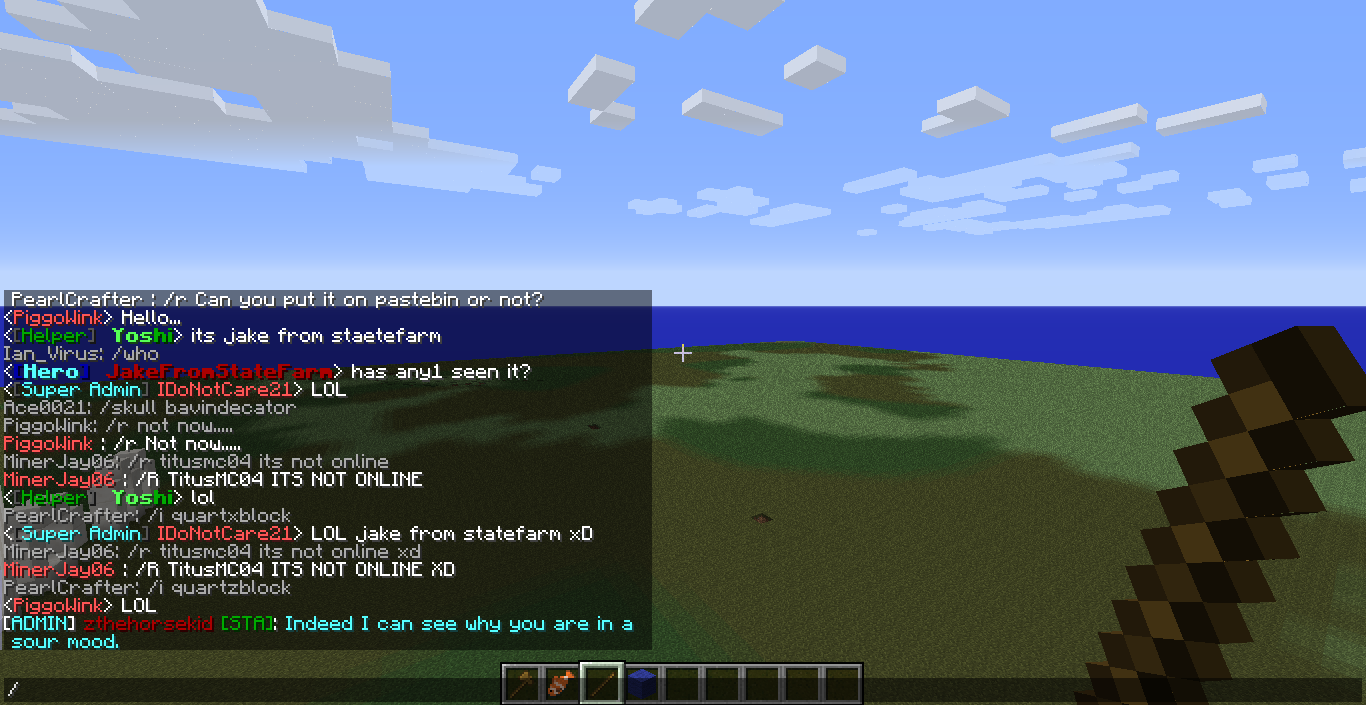 PearlCrafter : /r Can you put it on pastebin or not?
<PiggoWink> Hello...
<[Helper] Yoshi> its jake from staetefarm
Ian_Virus: /who
<[Hero] JakeFromStateFarm> has any1 seen it?
<[Super Admin] IDoNotCare21> LOL
Ace0021: /skull bavindecator
PiggoWink: /r not now.....
PiggoWink : /r Not now.....
MinerJay06: /r titusmc04 its not online
MinerJay06 : /R TitusMC04 ITS NOT ONLINE
<[Helper] Yoshi> lol
PearlCrafter: /i quartxblock
<[Super Admin] IDoNotCare21> LOL jake from statefarm xD
MinerJay06: /r titusmc04 its not online xd
MinerJay06 : /R TitusMC04 ITS NOT ONLINE XD
PearlCrafter: /i quartzblock
<PiggoWink> LOL
[ADMIN] zthehorsekid [STA]: Indeed I can see why you are in a
sour mood.
/